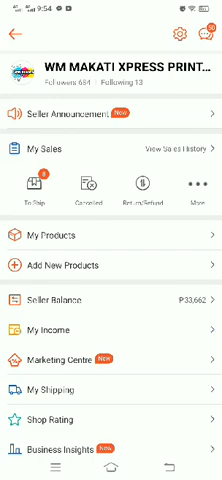 9:54
60
WM MAKATI XPRESS PRINT...
Followers 684 Following 13
Seller Announcement New
My Sales View Sales History
8
To Ship Cancelled Return/Refund More
My Products
Add New Products
Seller Balance ₱33,662
My Income
Marketing Centre New
My Shipping
Shop Rating
Business Insights New